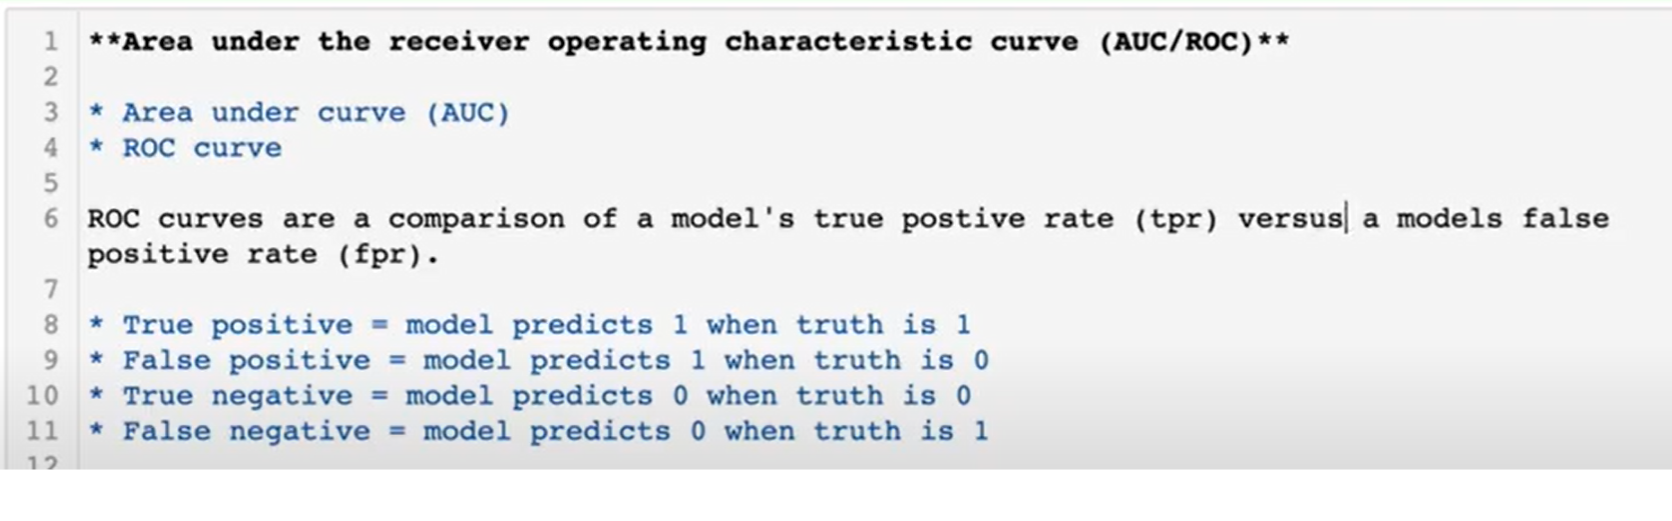 1 **Area under the receiver operating characteristic curve (AUC/ROC)**
2
3 * Area under curve (AUC)
4 * ROC curve
5
6 ROC curves are a comparison of a model's true postive rate (tpr) versus a models false
positive rate (fpr).
7
8 * True positive = model predicts 1 when truth is 1
9 * False positive = model predicts 1 when truth is 0
10 * True negative = model predicts 0 when truth is 0
11 * False negative = model predicts 0 when truth is 1
12